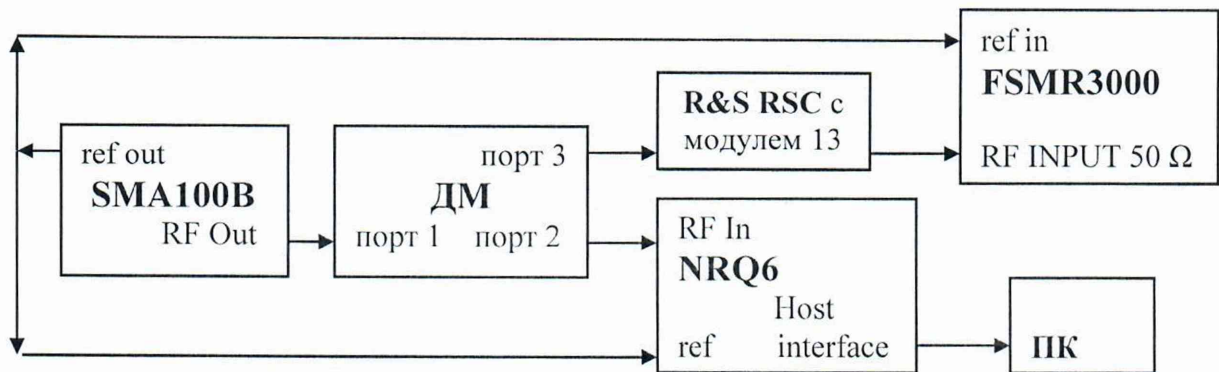 ref in
FSMR3000
RF INPUT 50 Ω
R&S RSC с
модулем 13
ref out
SMA100B
RF Out
порт 3
ДМ
порт 1 порт 2
RF In
NRQ6
Host
ref interface
ПК